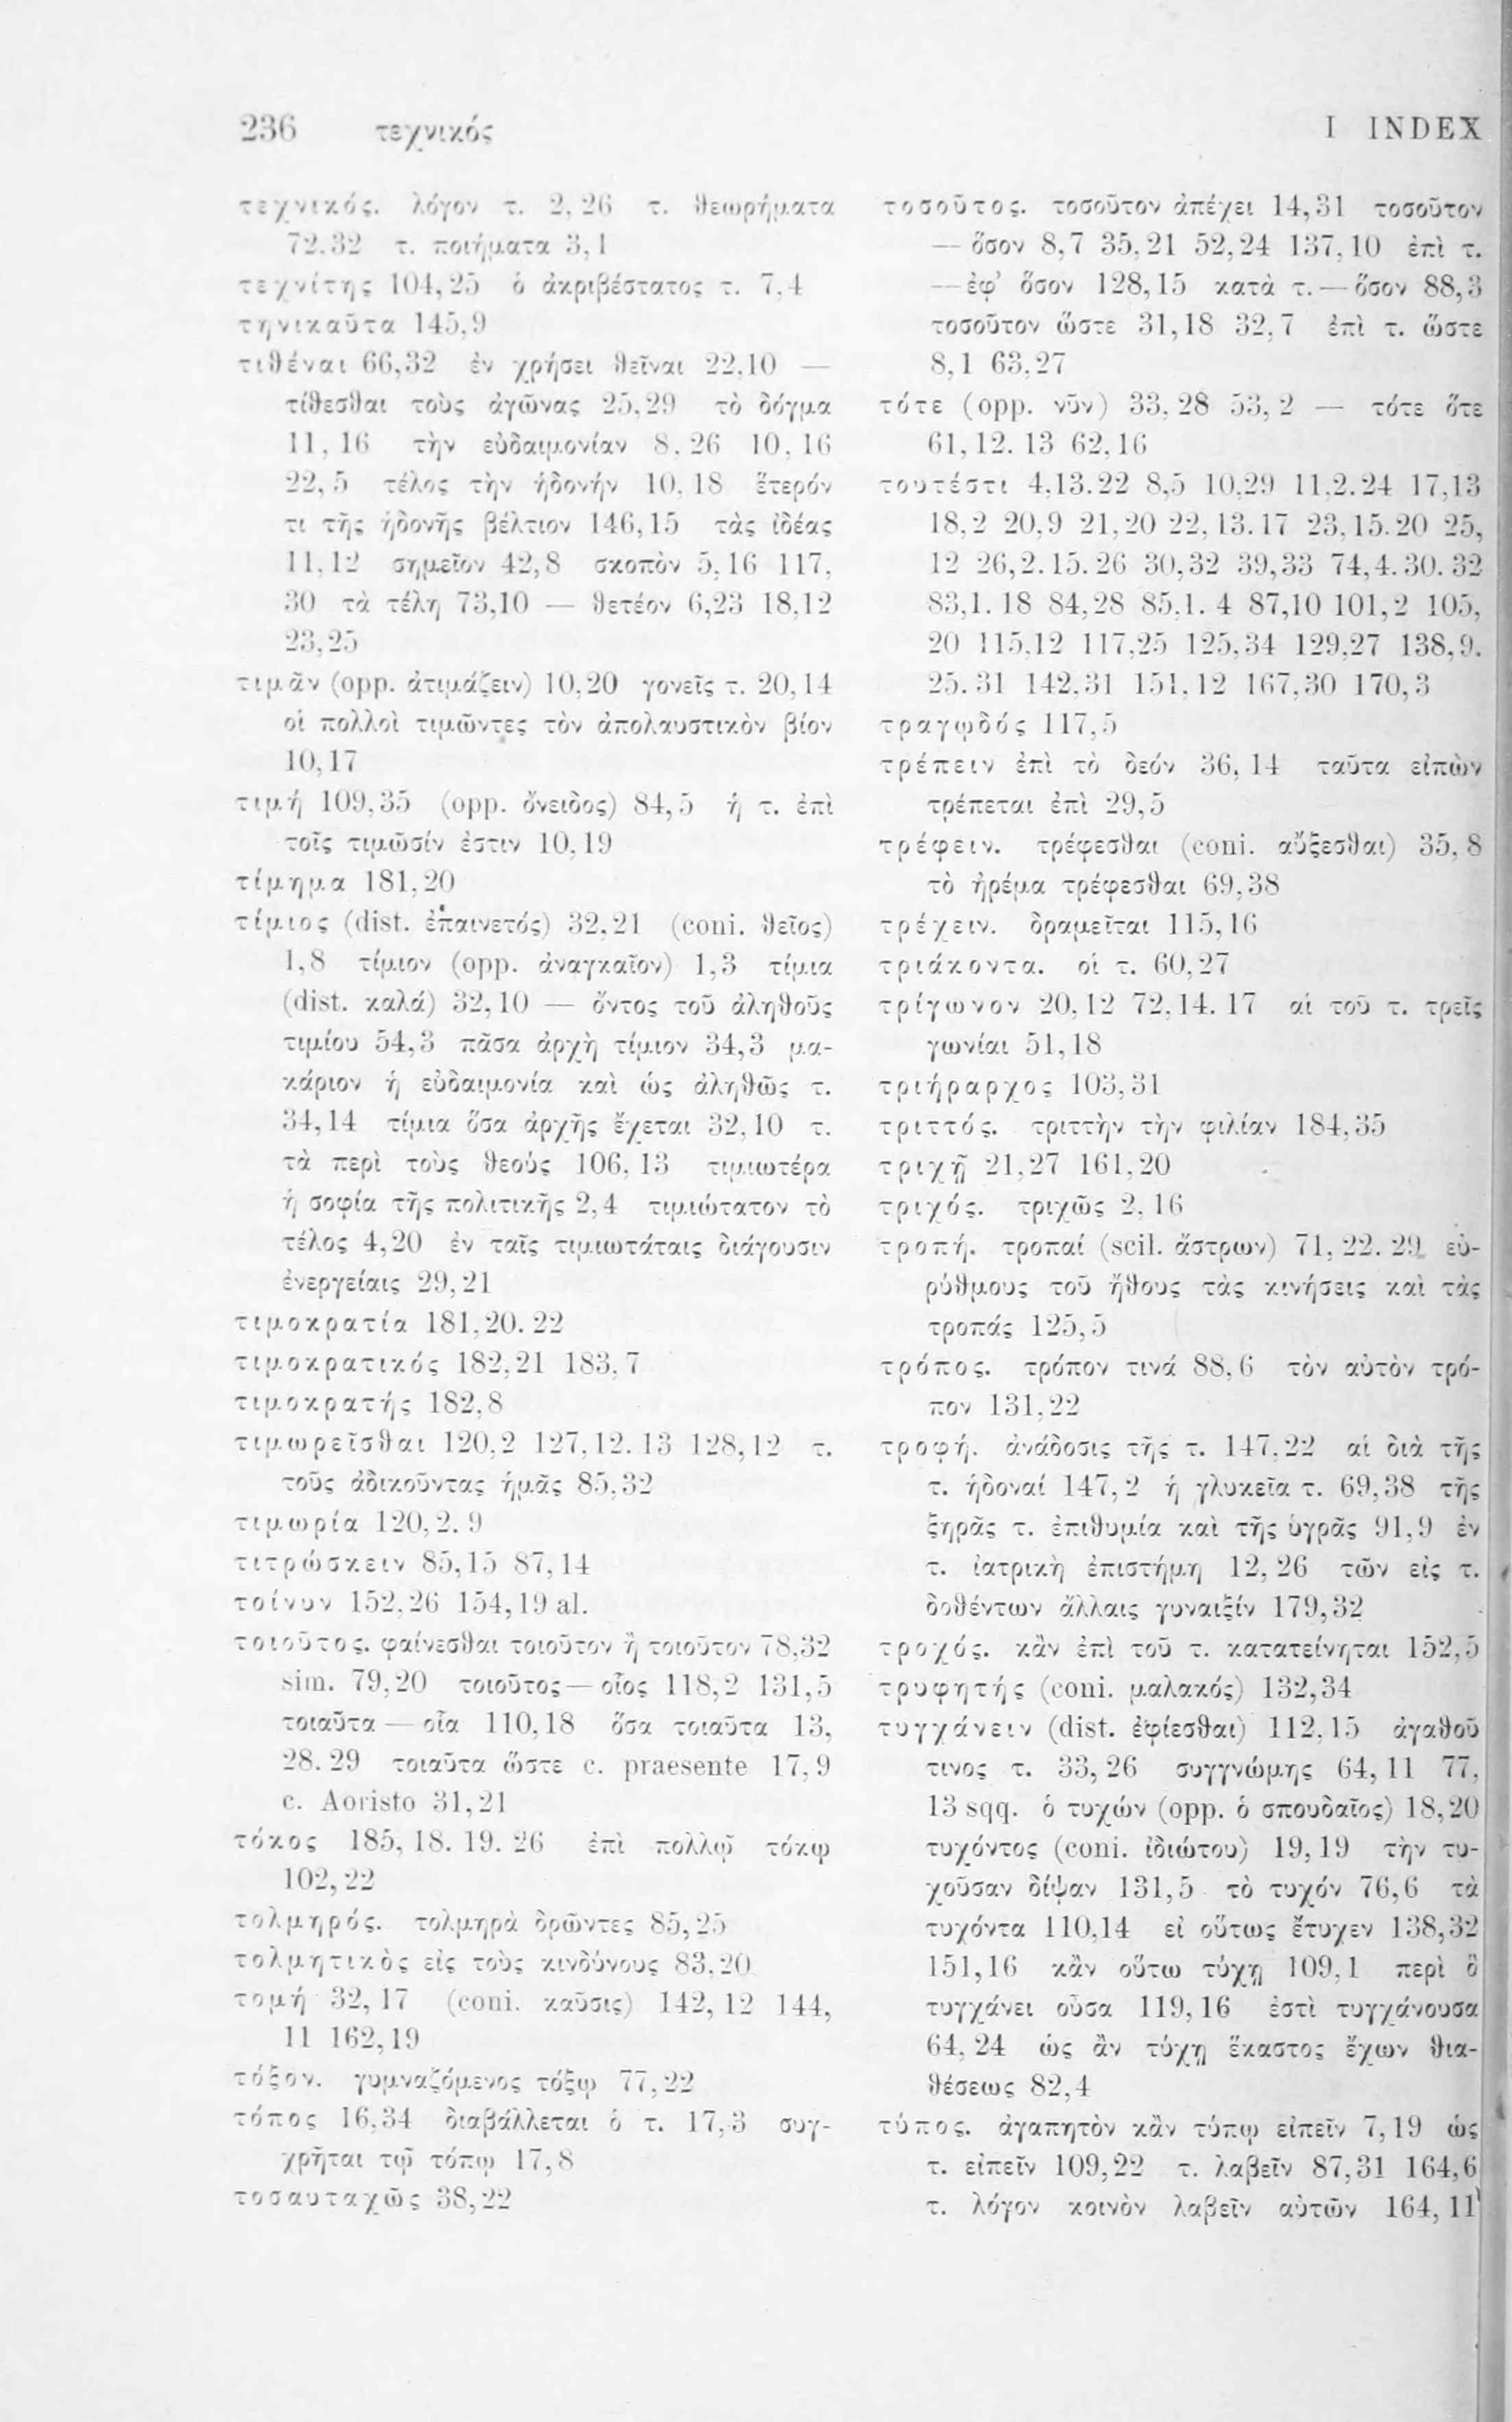 236 τεχνικός
I INDEX
τεχνικός. λόγον τ. 2, 26 τ. θεωρήματα
72,32 τ. ποιήματα 3,1
τεχνίτης 104,25 ὁ ἀκριβέστατος τ. 7,4
τηνικαῦτα 145,9
τιθέναι 66,32 ἐν χρήσει θεῖναι 22,10 —
τίθεσθαι τοὺς ἀγῶνας 25,29 τὸ δόγμα
11, 16 τὴν εὐδαιμονίαν 8, 26 10, 16
22, 5 τέλος τὴν ἡδονήν 10, 18 ἕτερόν
τι τῆς ἡδονῆς βέλτιον 146,15 τὰς ἰδέας
11,12 σημεῖον 42,8 σκοπὸν 5,16 117,
30 τὰ τέλη 73,10 — θετέον 6,23 18,12
23,25
τιμᾶν (opp. ἀτιμάζειν) 10,20 γονεῖς τ. 20,14
οἱ πολλοὶ τιμῶντες τὸν ἀπολαυστικὸν βίον
10,17
τιμή 109,35 (opp. ὄνειδος) 84,5 ἡ τ. ἐπὶ
τοῖς τιμῶσίν ἐστιν 10,19
τίμημα 181,20
τίμιος (dist. ἐπαινετός) 32,21 (coni. θεῖος)
1,8 τίμιον (opp. ἀναγκαῖον) 1,3 τίμια
(dist. καλά) 32,10 — ὄντος τοῦ ἀληθοῦς
τιμίου 54,3 πᾶσα ἀρχὴ τίμιον 34,3 μα-
κάριον ἡ εὐδαιμονία καὶ ὡς ἀληθῶς τ.
34,14 τίμια ὅσα ἀρχῆς ἔχεται 32,10 τ.
τὰ περὶ τοὺς θεούς 106, 13 τιμιωτέρα
ἡ σοφία τῆς πολιτικῆς 2,4 τιμιώτατον τὸ
τέλος 4,20 ἐν ταῖς τιμιωτάταις διάγουσιν
ἐνεργείαις 29,21
τιμοκρατία 181,20. 22
τιμοκρατικός 182,21 183,7
τιμοκρατής 182,8
τιμωρεῖσθαι 120,2 127,12. 13 128,12 τ.
τοῦς ἀδικοῦντας ἡμᾶς 85,32
τιμωρία 120,2. 9
τιτρώσκειν 85,15 87,14
τοίνυν 152,26 154,19 al.
τοιοῦτος. φαίνεσθαι τοιοῦτον ἢ τοιοῦτον 78,32
sim. 79,20 τοιοῦτος — οἷος 118,2 131,5
τοιαῦτα — οἷα 110,18 ὅσα τοιαῦτα 13,
28. 29 τοιαῦτα ὥστε c. praesente 17,9
c. Aoristo 31,21
τόκος 185, 18. 19. 26 ἐπὶ πολλῷ τόκῳ
102,22
τολμηρός. τολμηρὰ δρῶντες 85,25
τολμητικὸς εἰς τοὺς κινδύνους 83,20
τομή 32, 17 (coni. καῦσις) 142, 12 144,
11 162,19
τόξον. γυμναζόμενος τόξῳ 77,22
τόπος 16,34 διαβάλλεται ὁ τ. 17,3 συγ-
χρῆται τῷ τόπῳ 17,8
τοσαυταχῶς 38,22
τοσοῦτος. τοσοῦτον ἀπέχει 14,31 τοσοῦτον
— ὅσον 8,7 35,21 52,24 137,10 ἐπὶ τ.
— ἐφ’ ὅσον 128,15 κατὰ τ. — ὅσον 88,3
τοσοῦτον ὥστε 31,18 32,7 ἐπὶ τ. ὥστε
8,1 63,27
τότε (opp. νῦν) 33, 28 53, 2 — τότε ὅτε
61,12. 13 62,16
τουτέστι 4,13.22 8,5 10,29 11,2.24 17,13
18,2 20,9 21,20 22,13.17 23,15.20 25,
12 26,2.15.26 30,32 39,33 74,4.30.32
83,1. 18 84,28 85,1. 4 87,10 101,2 105,
20 115,12 117,25 125,34 129,27 138,9.
25. 31 142,31 151,12 167,30 170,3
τραγῳδός 117,5
τρέπειν ἐπὶ τὸ δεόν 36, 14 ταῦτα εἰπὼν
τρέπεται ἐπὶ 29,5
τρέφειν. τρέφεσθαι (coni. αὔξεσθαι) 35, 8
τὸ ἠρέμα τρέφεσθαι 69,38
τρέχειν. δραμεῖται 115,16
τριάκοντα. οἱ τ. 60,27
τρίγωνον 20,12 72,14. 17 αἱ τοῦ τ. τρεῖς
γωνίαι 51,18
τριήραρχος 103,31
τριττός. τριττὴν τὴν φιλίαν 184,35
τριχῇ 21,27 161,20
τριχός. τριχῶς 2, 16
τροπή. τροπαί (scil. ἄστρων) 71, 22. 29 εὐ-
ρύθμους τοῦ ἤθους τὰς κινήσεις καὶ τὰς
τροπάς 125,5
τρόπος. τρόπον τινά 88,6 τὸν αὐτὸν τρό-
πον 131,22
τροφή. ἀνάδοσις τῆς τ. 147,22 αἱ διὰ τῆς
τ. ἡδοναί 147,2 ἡ γλυκεῖα τ. 69,38 τῆς
ξηρᾶς τ. ἐπιθυμία καὶ τῆς ὑγρᾶς 91,9 ἐν
τ. ἰατρικὴ ἐπιστήμη 12, 26 τῶν εἰς τ.
δοθέντων ἄλλαις γυναιξίν 179,32
τροχός. κἂν ἐπὶ τοῦ τ. κατατείνηται 152,5
τρυφητής (coni. μαλακός) 132,34
τυγχάνειν (dist. ἐφίεσθαι) 112,15 ἀγαθοῦ
τινος τ. 33, 26 συγγνώμης 64, 11 77,
13 sqq. ὁ τυχών (opp. ὁ σπουδαῖος) 18,20
τυχόντος (coni. ἰδιώτου) 19,19 τὴν τυ-
χοῦσαν δίψαν 131,5 τὸ τυχόν 76,6 τὰ
τυχόντα 110,14 εἰ οὕτως ἔτυχεν 138,32
151,16 κἂν οὕτω τύχῃ 109,1 περὶ ὃ
τυγχάνει οὖσα 119,16 ἐστὶ τυγχάνουσα
64, 24 ὡς ἂν τύχῃ ἕκαστος ἔχων θια-
θέσεως 82,4
τύπος. ἀγαπητὸν κἂν τύπῳ εἰπεῖν 7,19 ὡς
τ. εἰπεῖν 109,22 τ. λαβεῖν 87,31 164,6
τ. λόγον κοινὸν λαβεῖν αὐτῶν 164, 11